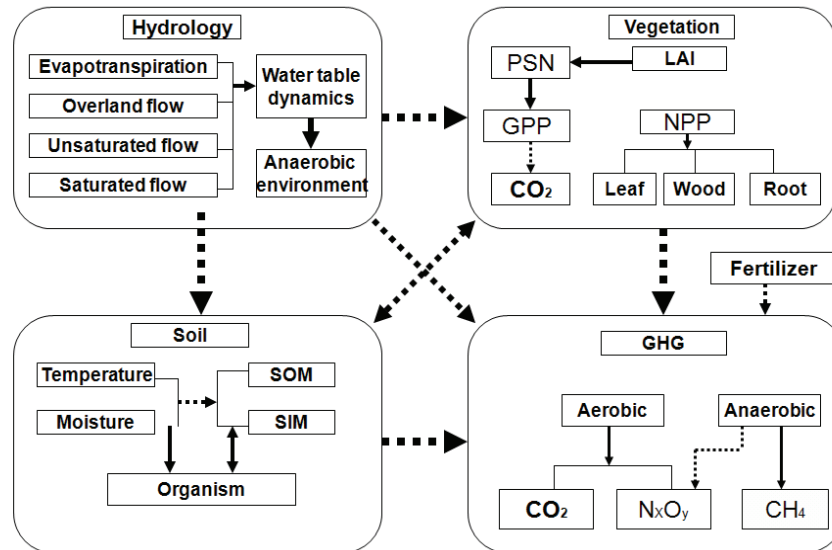 Hydrology
Evapotranspiration
Overland flow
Unsaturated flow
Saturated flow
Water table
dynamics
Anaerobic
environment
Vegetation
PSN
LAI
GPP
CO₂
NPP
Leaf
Wood
Root
Fertilizer
Soil
Temperature
Moisture
SOM
SIM
Organism
GHG
Aerobic
Anaerobic
CO₂
NₓOᵧ
CH₄